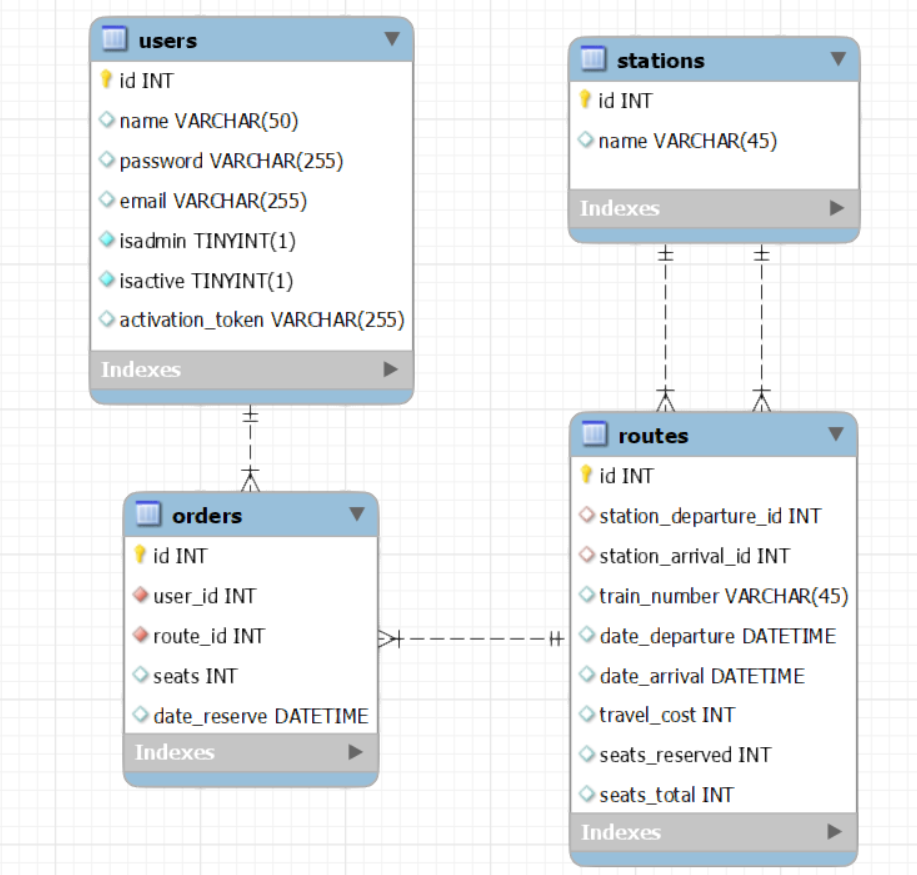 users
id INT
name VARCHAR(50)
password VARCHAR(255)
email VARCHAR(255)
isadmin TINYINT(1)
isactive TINYINT(1)
activation_token VARCHAR(255)
Indexes
stations
id INT
name VARCHAR(45)
Indexes
orders
id INT
user_id INT
route_id INT
seats INT
date_reserve DATETIME
Indexes
routes
id INT
station_departure_id INT
station_arrival_id INT
train_number VARCHAR(45)
date_departure DATETIME
date_arrival DATETIME
travel_cost INT
seats_reserved INT
seats_total INT
Indexes